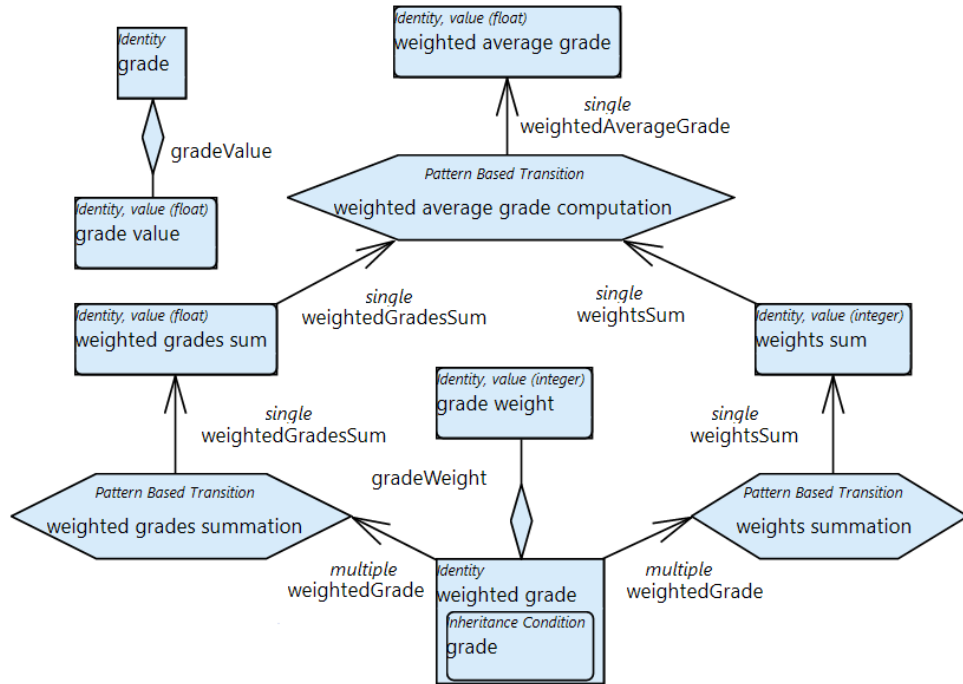 Identity
grade
gradeValue
Identity, value (float)
grade value
Identity, value (float)
weighted average grade
single
weightedAverageGrade
Pattern Based Transition
weighted average grade computation
single
weightedGradesSum
single
weightsSum
Identity, value (float)
weighted grades sum
Identity, value (integer)
weights sum
Identity, value (integer)
grade weight
single
weightedGradesSum
single
weightsSum
gradeWeight
Pattern Based Transition
weighted grades summation
Pattern Based Transition
weights summation
multiple
weightedGrade
Identity
weighted grade
Inheritance Condition
grade
multiple
weightedGrade